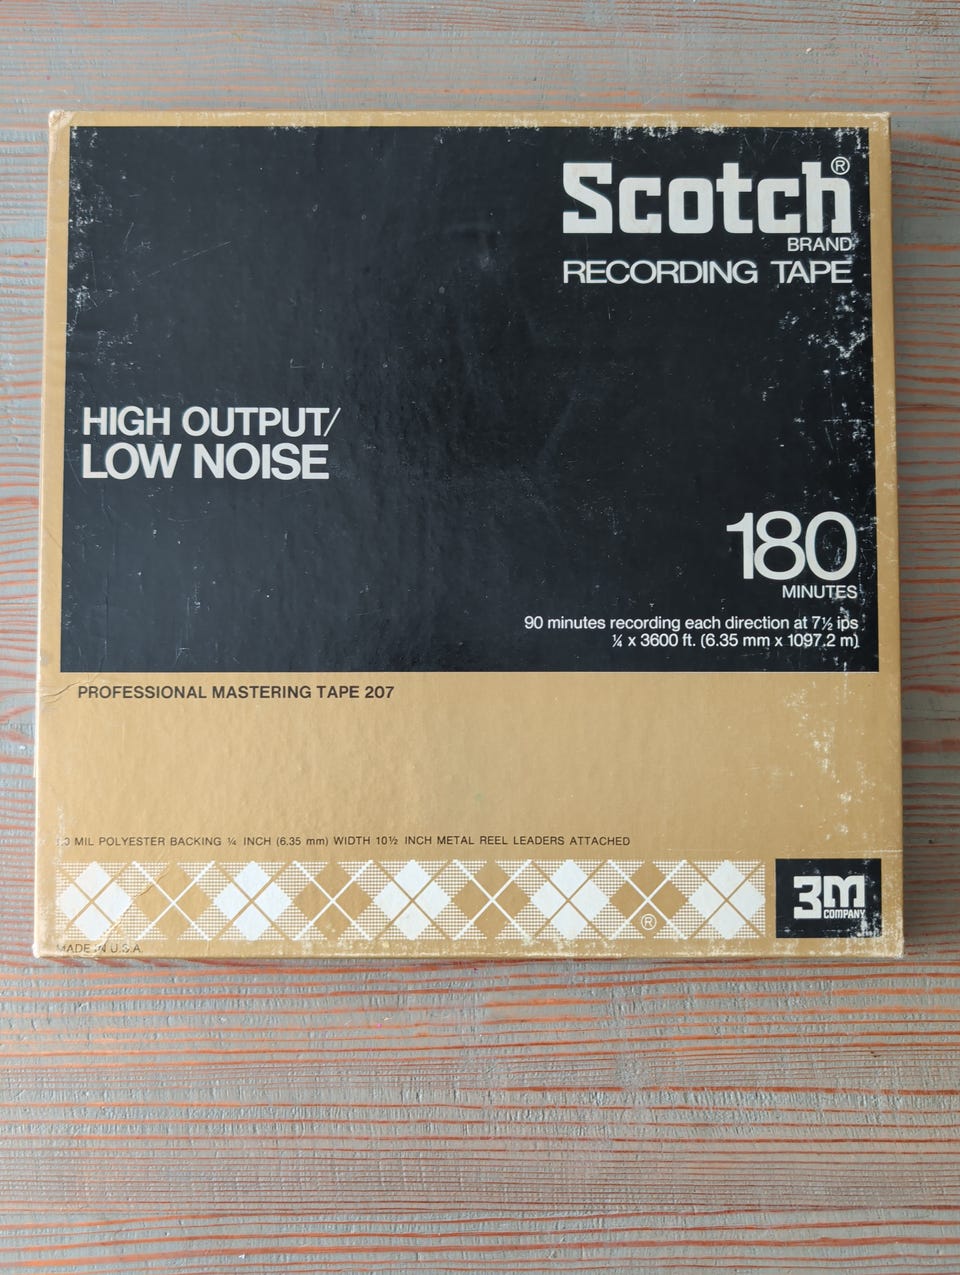 Scotch®
BRAND
RECORDING TAPE
HIGH OUTPUT/
LOW NOISE
180
MINUTES
90 minutes recording each direction at 7½ ips
¼ x 3600 ft. (6.35 mm x 1097.2 m)
PROFESSIONAL MASTERING TAPE 207
MIL POLYESTER BACKING ¼ INCH (6.35 mm) WIDTH 10½ INCH METAL REEL LEADERS ATTACHED
®
3M
COMPANY
MADE IN U.S.A.